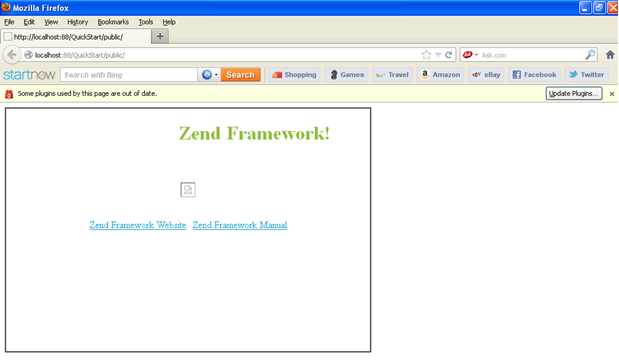 Mozilla Firefox
File Edit View History Bookmarks Tools Help
http://localhost:88/QuickStart/public/
localhost:88/QuickStart/public/ Ask.com
startnow Search with Bing Search Shopping Games Travel Amazon eBay Facebook Twitter
Some plugins used by this page are out of date. Update Plugins...
Zend Framework!
Zend Framework Website Zend Framework Manual